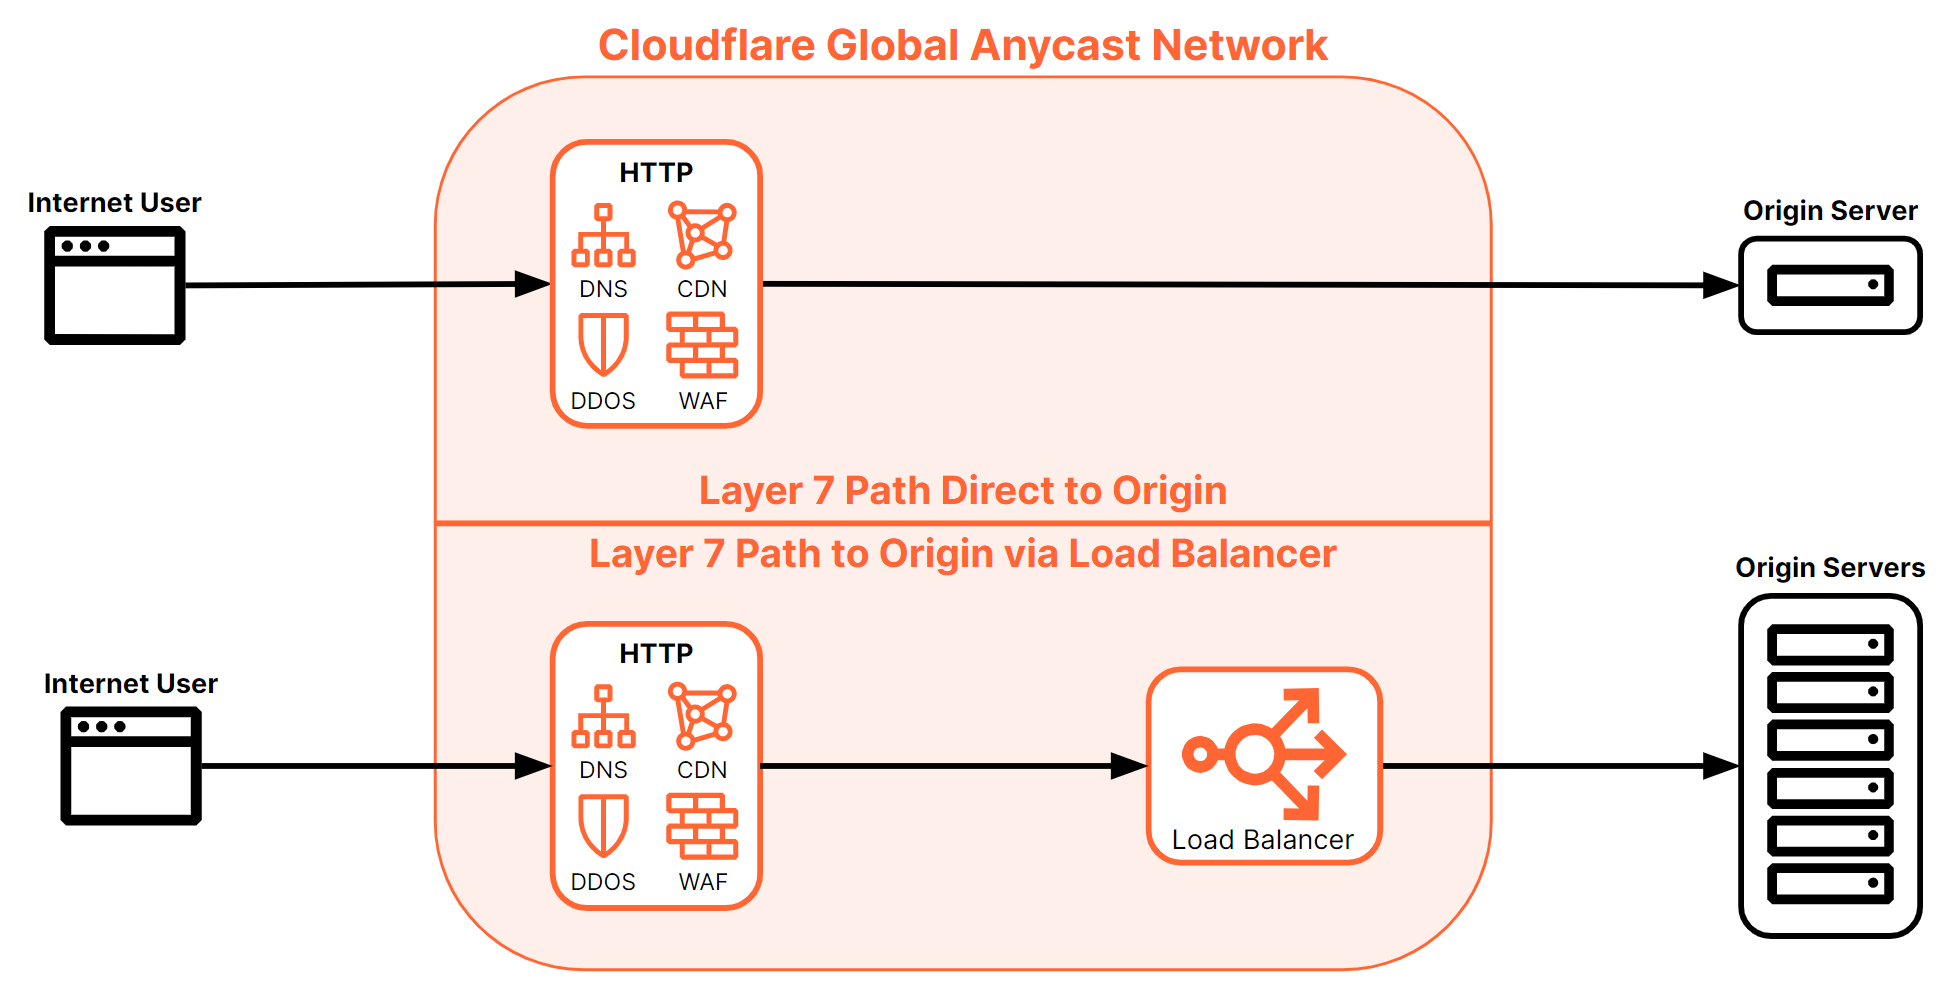 Cloudflare Global Anycast Network
Internet User
HTTP
DNS
CDN
DDOS
WAF
Origin Server
Layer 7 Path Direct to Origin
Layer 7 Path to Origin via Load Balancer
Internet User
HTTP
DNS
CDN
DDOS
WAF
Load Balancer
Origin Servers